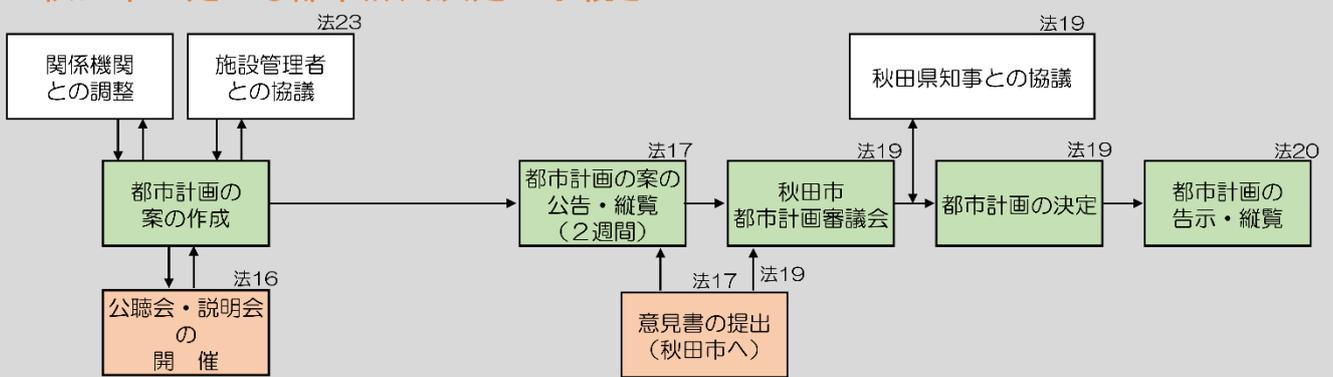 法23
関係機関
との調整
施設管理者
との協議
法19
秋田県知事との協議
都市計画の
案の作成
法17
都市計画の案の
公告・縦覧
(2週間)
法19
秋田市
都市計画審議会
法19
都市計画の決定
法20
都市計画の
告示・縦覧
法16
公聴会・説明会
の
開 催
法17
法19
意見書の提出
(秋田市へ)